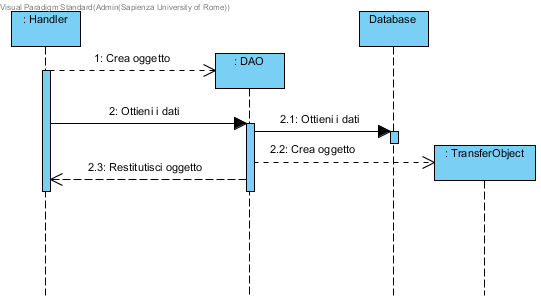 Visual Paradigm Standard(Admin(Sapienza University of Rome))
: Handler
Database
1: Crea oggetto
: DAO
2: Ottieni i dati
2.1: Ottieni i dati
2.2: Crea oggetto
: TransferObject
2.3: Restitutisci oggetto